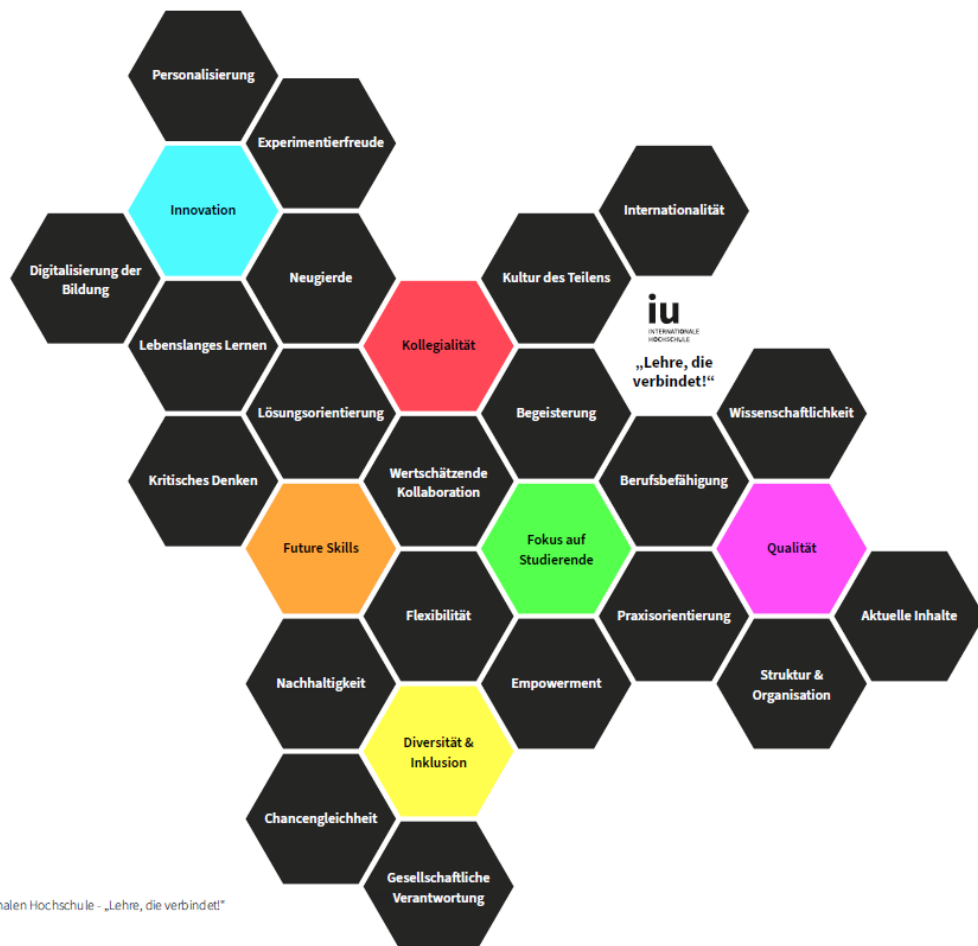 Personalisierung
Experimentierfreude
Innovation
Internationalität
Digitalisierung der
Bildung
Neugierde
Kultur des Teilens
iu
INTERNATIONALE
HOCHSCHULE
„Lehre, die
verbindet!“
Lebenslanges Lernen
Kollegialität
Lösungsorientierung
Begeisterung
Wissenschaftlichkeit
Kritisches Denken
Wertschätzende
Kollaboration
Berufsbefähigung
Future Skills
Fokus auf
Studierende
Qualität
Flexibilität
Praxisorientierung
Aktuelle Inhalte
Nachhaltigkeit
Empowerment
Struktur &
Organisation
Diversität &
Inklusion
Chancengleichheit
Gesellschaftliche
Verantwortung
nalen Hochschule - „Lehre, die verbindet!“